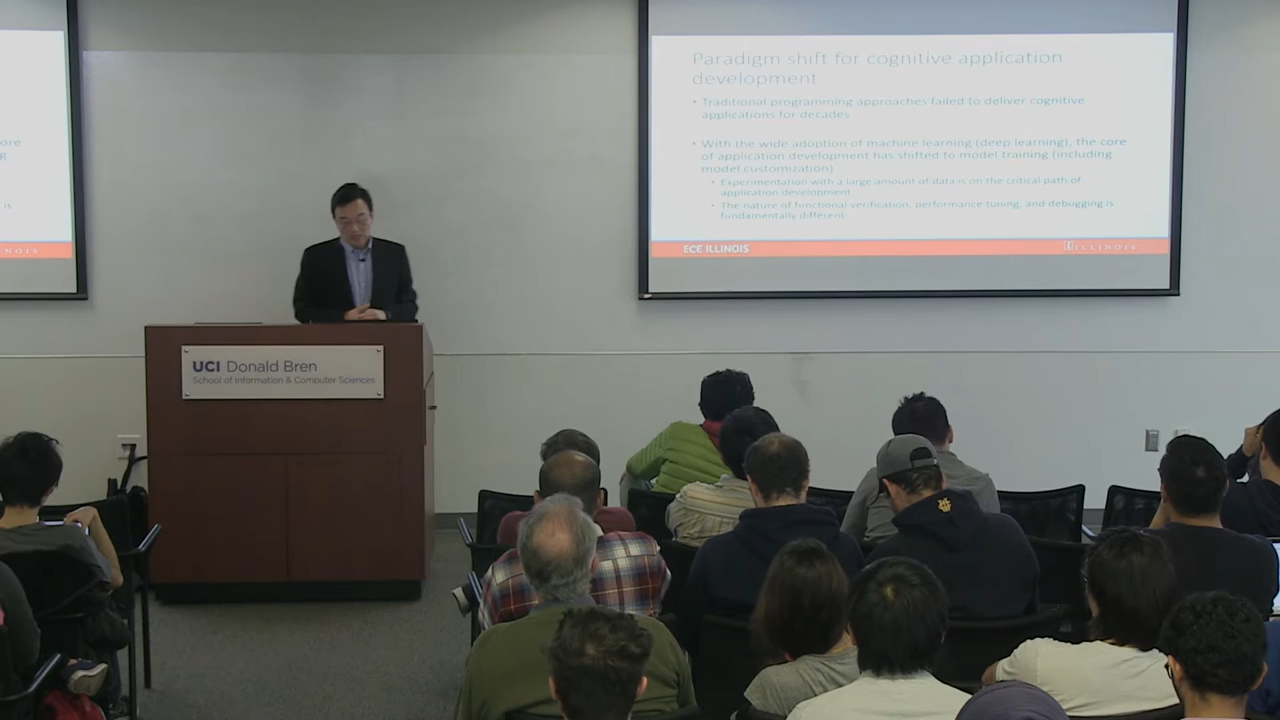 ore
g
is
INOIS
Paradigm shift for cognitive application
development
• Traditional programming approaches failed to deliver cognitive
applications for decades
• With the wide adoption of machine learning (deep learning), the core
of application development has shifted to model training (including
model customization)
• Experimentation with a large amount of data is on the critical path of
application development
• The nature of functional verification, performance tuning, and debugging is
fundamentally different
ECE ILLINOIS
ILLINOIS
UCI Donald Bren
School of Information & Computer Sciences